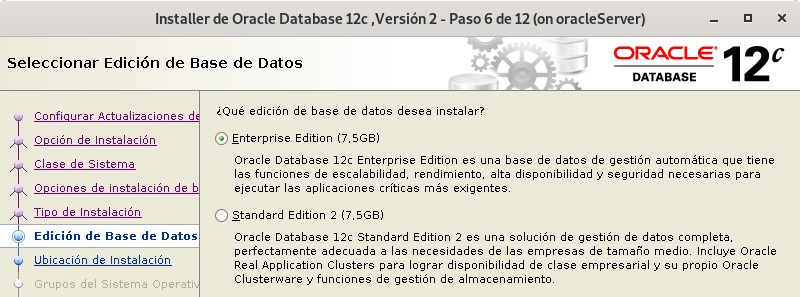 Installer de Oracle Database 12c ,Versión 2 - Paso 6 de 12 (on oracleServer)
Seleccionar Edición de Base de Datos
ORACLE
DATABASE
12c
Configurar Actualizaciones de
Opción de Instalación
Clase de Sistema
Opciones de instalación de b
Tipo de Instalación
Edición de Base de Datos
Ubicación de Instalación
Grupos del Sistema Operativ
¿Qué edición de base de datos desea instalar?
Enterprise Edition (7,5GB)
Oracle Database 12c Enterprise Edition es una base de datos de gestión automática que tiene
las funciones de escalabilidad, rendimiento, alta disponibilidad y seguridad necesarias para
ejecutar las aplicaciones críticas más exigentes.
Standard Edition 2 (7,5GB)
Oracle Database 12c Standard Edition 2 es una solución de gestión de datos completa,
perfectamente adecuada a las necesidades de las empresas de tamaño medio. Incluye Oracle
Real Application Clusters para lograr disponibilidad de clase empresarial y su propio Oracle
Clusterware y funciones de gestión de almacenamiento.